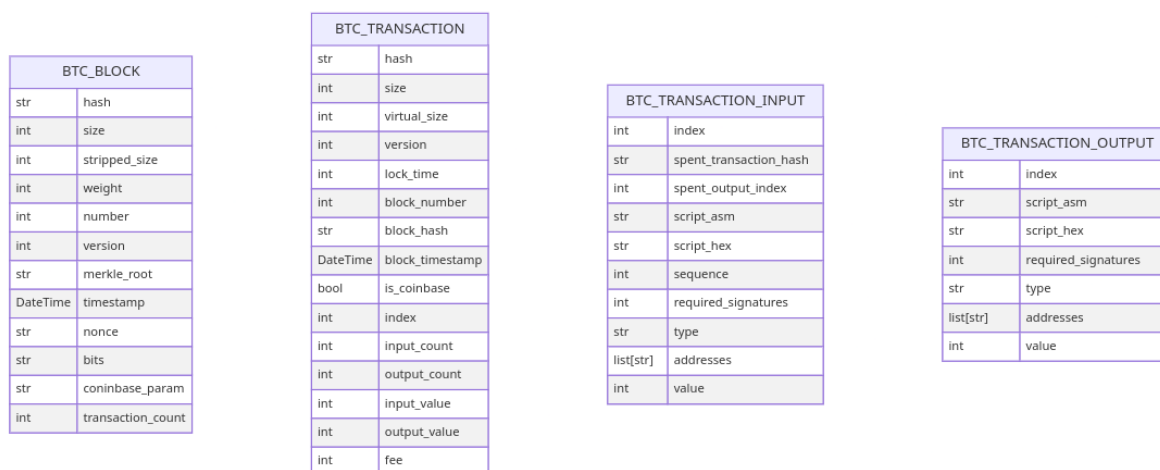 BTC_BLOCK
str hash
int size
int stripped_size
int weight
int number
int version
str merkle_root
DateTime timestamp
str nonce
str bits
str coninbase_param
int transaction_count
BTC_TRANSACTION
str hash
int size
int virtual_size
int version
int lock_time
int block_number
str block_hash
DateTime block_timestamp
bool is_coinbase
int index
int input_count
int output_count
int input_value
int output_value
int fee
BTC_TRANSACTION_INPUT
int index
str spent_transaction_hash
int spent_output_index
str script_asm
str script_hex
int sequence
int required_signatures
str type
list[str] addresses
int value
BTC_TRANSACTION_OUTPUT
int index
str script_asm
str script_hex
int required_signatures
str type
list[str] addresses
int value